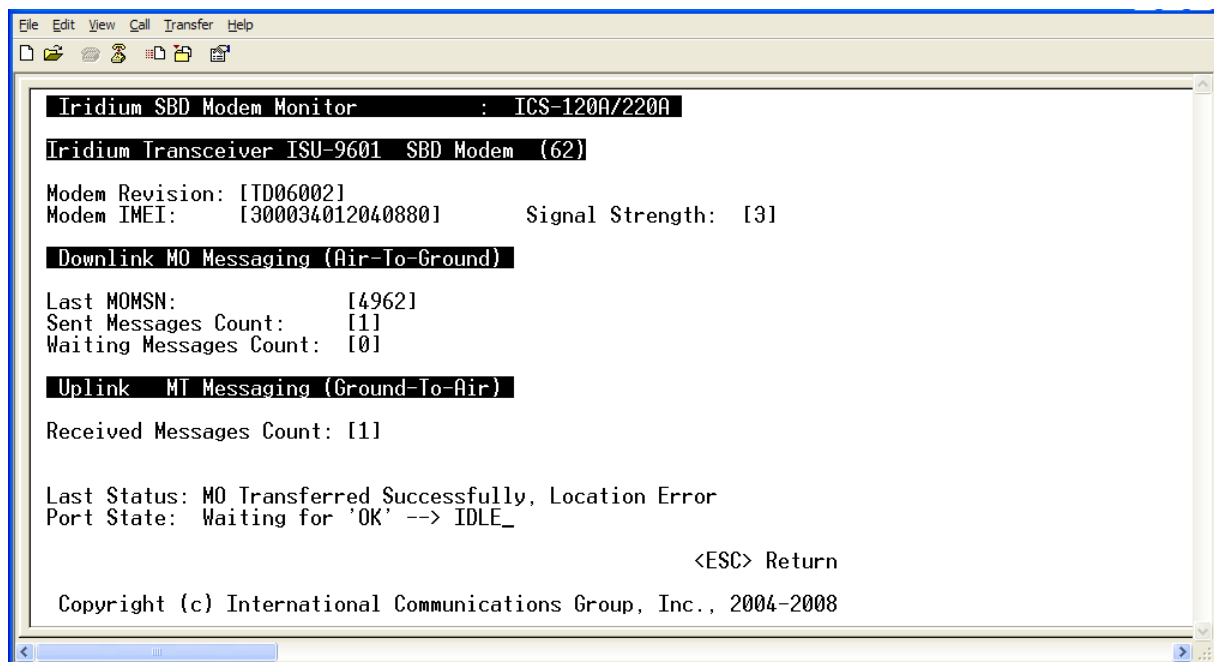 File Edit View Call Transfer Help
Iridium SBD Modem Monitor : ICS-120A/220A
Iridium Transceiver ISU-9601 SBD Modem (62)
Modem Revision: [TD06002]
Modem IMEI: [300034012040880] Signal Strength: [3]
Downlink MO Messaging (Air-To-Ground)
Last MOMSN: [4962]
Sent Messages Count: [1]
Waiting Messages Count: [0]
Uplink MT Messaging (Ground-To-Air)
Received Messages Count: [1]
Last Status: MO Transferred Successfully, Location Error
Port State: Waiting for 'OK' --> IDLE_
<ESC> Return
Copyright (c) International Communications Group, Inc., 2004-2008